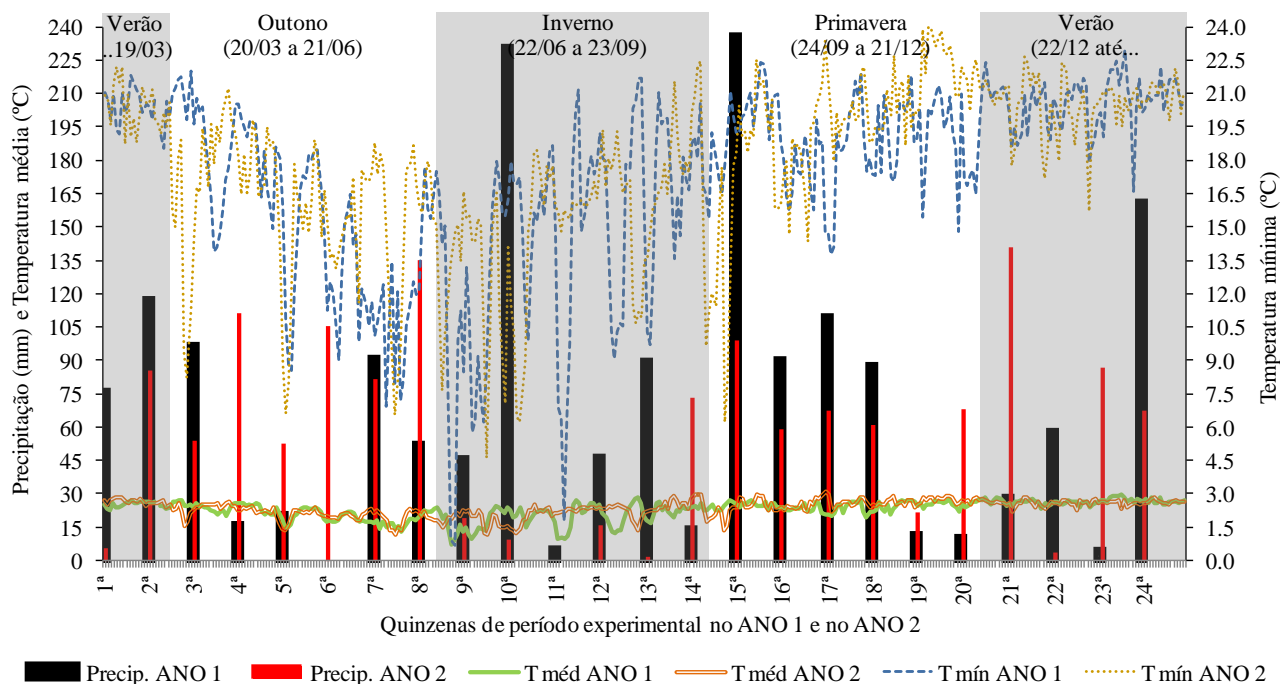 Verão
..19/03)
Outono
(20/03 a 21/06)
Inverno
(22/06 a 23/09)
Primavera
(24/09 a 21/12)
Verão
(22/12 até...
Precipitação (mm) e Temperatura média (ºC)
240
225
210
195
180
165
150
135
120
105
90
75
60
45
30
15
0
24.0
22.5
21.0
19.5
18.0
16.5
15.0
13.5
12.0
10.5
9.0
7.5
6.0
4.5
3.0
1.5
0.0
Temperatura mínima (ºC)
1ª 2ª 3ª 4ª 5ª 6ª 7ª 8ª 9ª 10ª 11ª 12ª 13ª 14ª 15ª 16ª 17ª 18ª 19ª 20ª 21ª 22ª 23ª 24ª
Quinzenas de período experimental no ANO 1 e no ANO 2
Precip. ANO 1 Precip. ANO 2 T méd ANO 1 T méd ANO 2 T mín ANO 1 T mín ANO 2